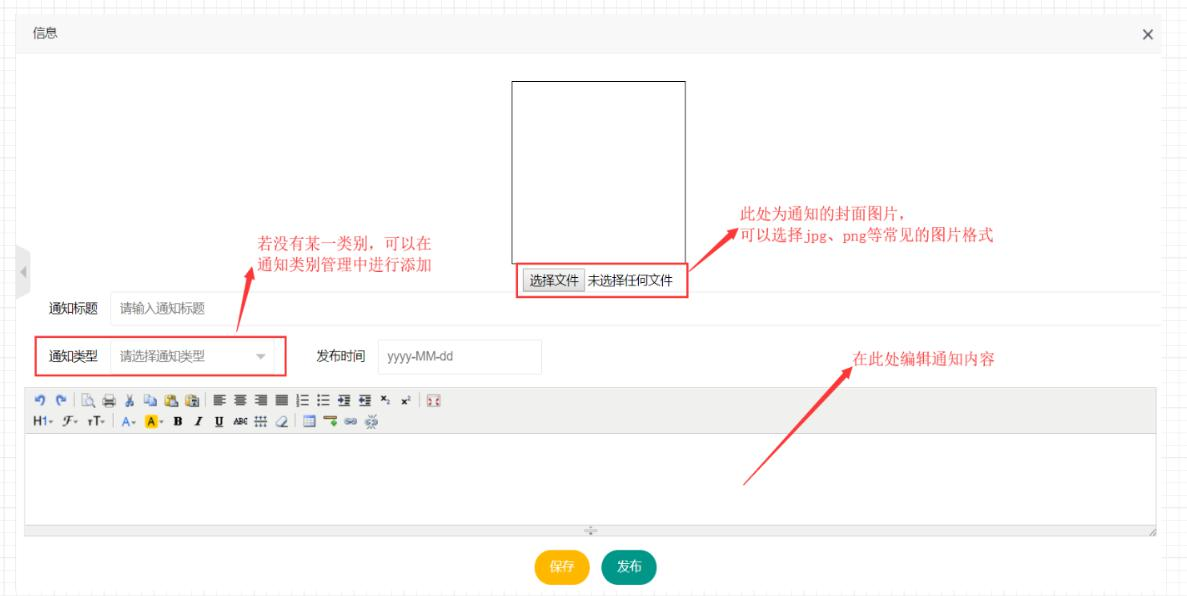 信息
此处为通知的封面图片，
可以选择jpg、png等常见的图片格式
若没有某一类别，可以在
通知类别管理中进行添加
选择文件 未选择任何文件
通知标题 请输入通知标题
通知类型 请选择通知类型 发布时间 yyyy-MM-dd
在此处编辑通知内容
H1 F TT A A B I U ABC
保存 发布